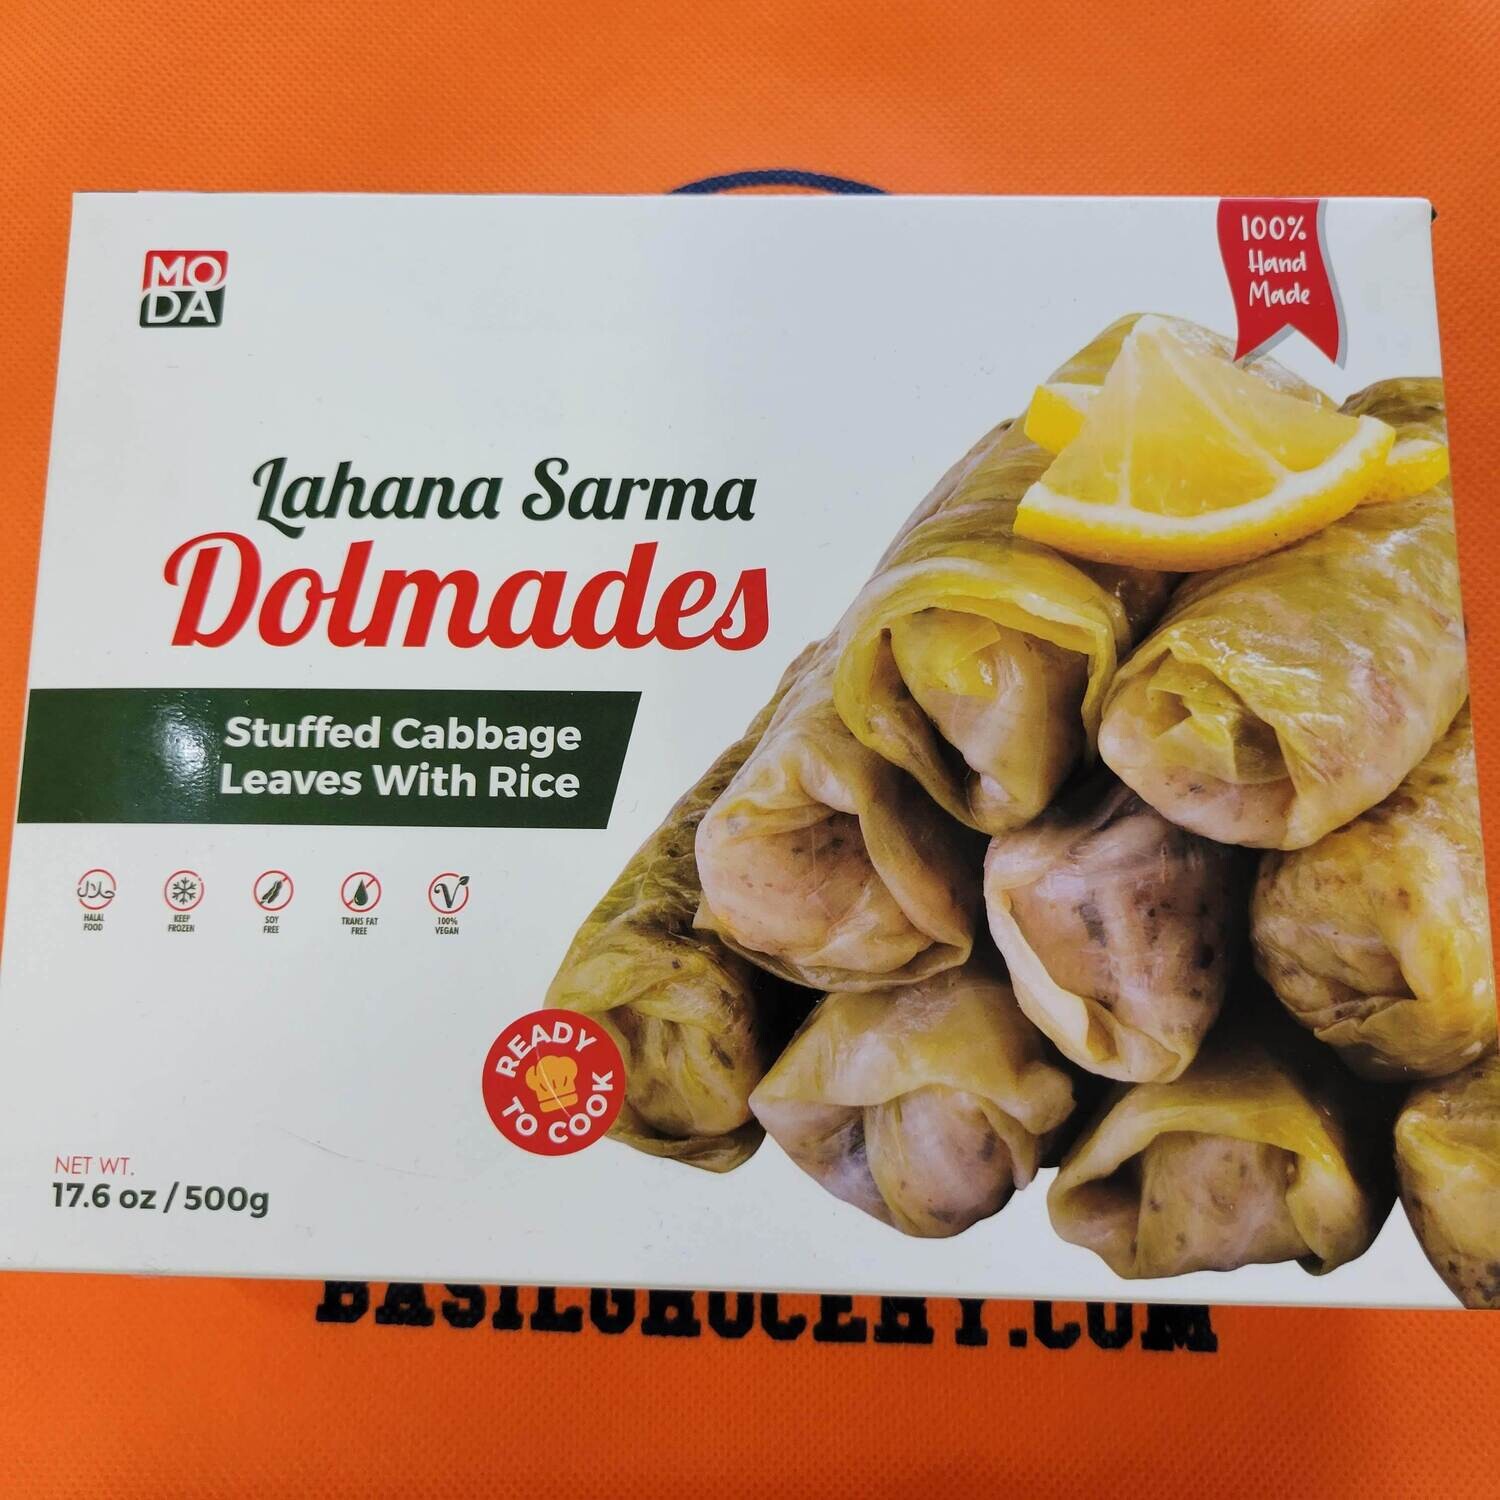 MO
DA
100%
Hand
Made
Lahana Sarma
Dolmades
Stuffed Cabbage
Leaves With Rice
حلال
HALAL
FOOD
KEEP
FROZEN
SOY
FREE
TRANS FAT
FREE
V
100%
VEGAN
READY
TO COOK
NET WT.
17.6 oz / 500g
BASILGROCERY.COM